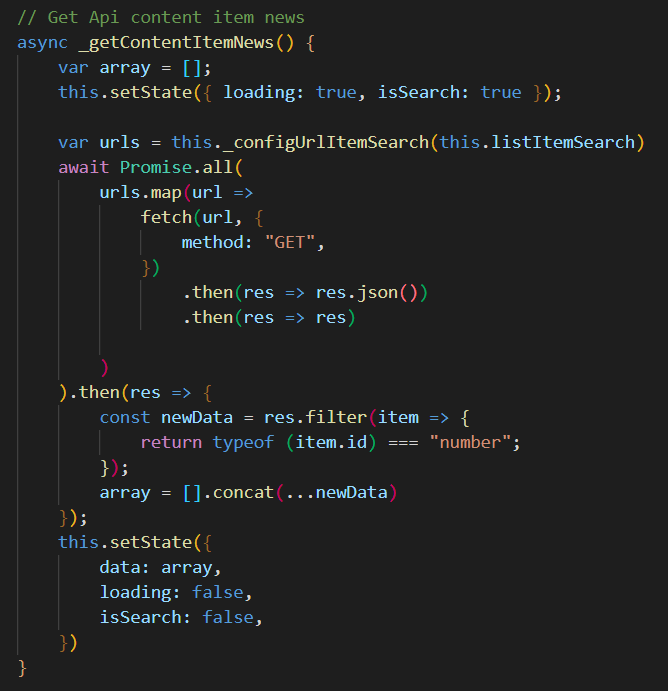 // Get Api content item news
async _getContentItemNews() {
    var array = [];
    this.setState({ loading: true, isSearch: true });

    var urls = this._configUrlItemSearch(this.listItemSearch)
    await Promise.all(
        urls.map(url =>
            fetch(url, {
                method: "GET",
            })
                .then(res => res.json())
                .then(res => res)

        )
    ).then(res => {
        const newData = res.filter(item => {
            return typeof (item.id) === "number";
        });
        array = [].concat(...newData)
    });
    this.setState({
        data: array,
        loading: false,
        isSearch: false,
    })
}